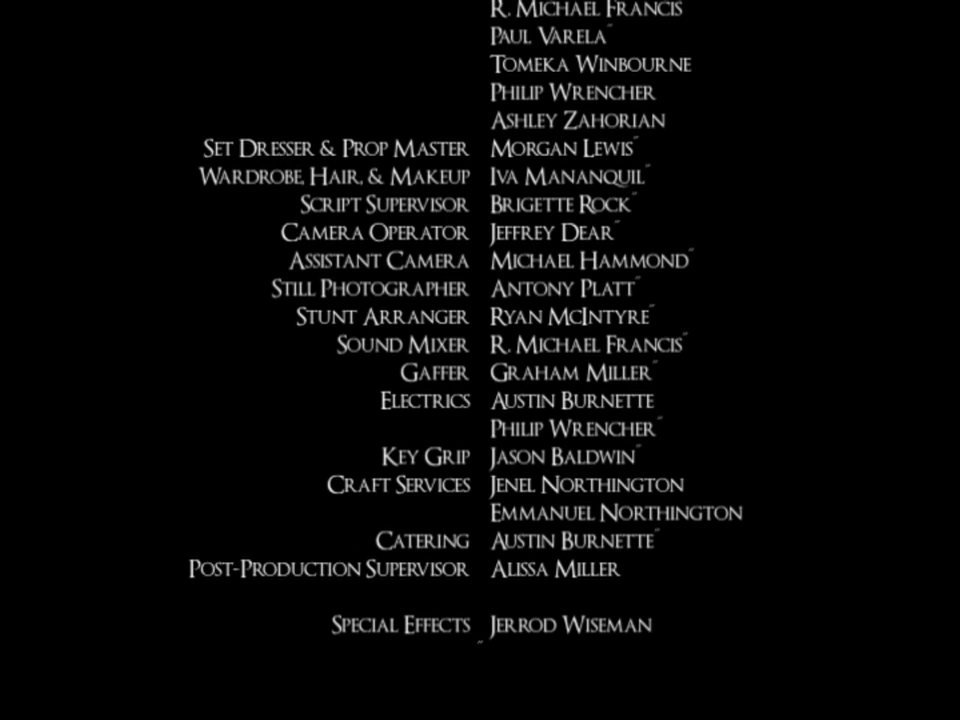 R. Michael Francis
Paul Varela
Tomeka Winbourne
Philip Wrencher
Ashley Zahorian
Set Dresser & Prop Master Morgan Lewis
Wardrobe, Hair, & Makeup Iva Mananquil
Script Supervisor Brigette Rock
Camera Operator Jeffrey Dear
Assistant Camera Michael Hammond
Still Photographer Antony Platt
Stunt Arranger Ryan McIntyre
Sound Mixer R. Michael Francis
Gaffer Graham Miller
Electrics Austin Burnette
Philip Wrencher
Key Grip Jason Baldwin
Craft Services Jenel Northington
Emmanuel Northington
Catering Austin Burnette
Post-Production Supervisor Alissa Miller
Special Effects Jerrod Wiseman